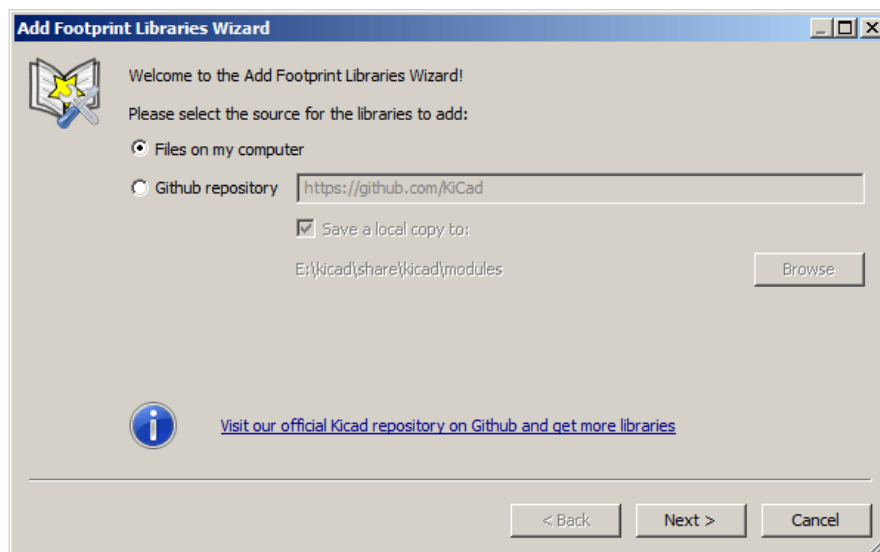 Add Footprint Libraries Wizard
Welcome to the Add Footprint Libraries Wizard!
Please select the source for the libraries to add:
Files on my computer
Github repository https://github.com/KiCad
Save a local copy to:
E:\kicad\share\kicad\modules Browse
Visit our official Kicad repository on Github and get more libraries
< Back Next > Cancel